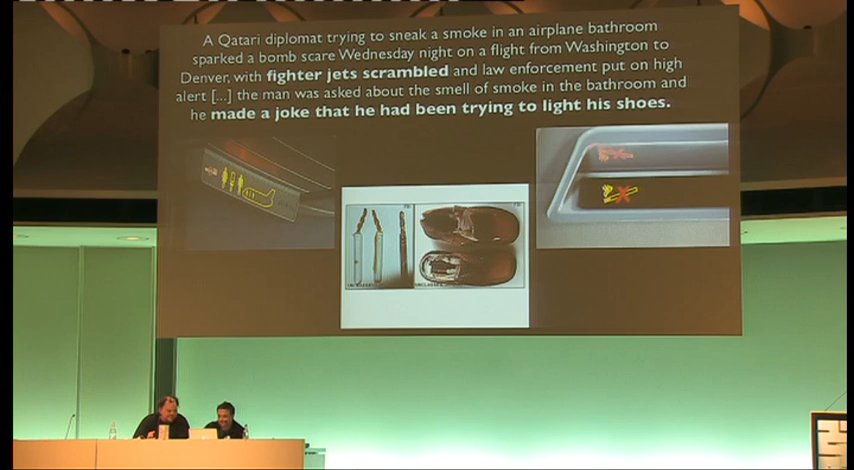 A Qatari diplomat trying to sneak a smoke in an airplane bathroom
sparked a bomb scare Wednesday night on a flight from Washington to
Denver, with fighter jets scrambled and law enforcement put on high
alert [...] the man was asked about the smell of smoke in the bathroom and
he made a joke that he had been trying to light his shoes.